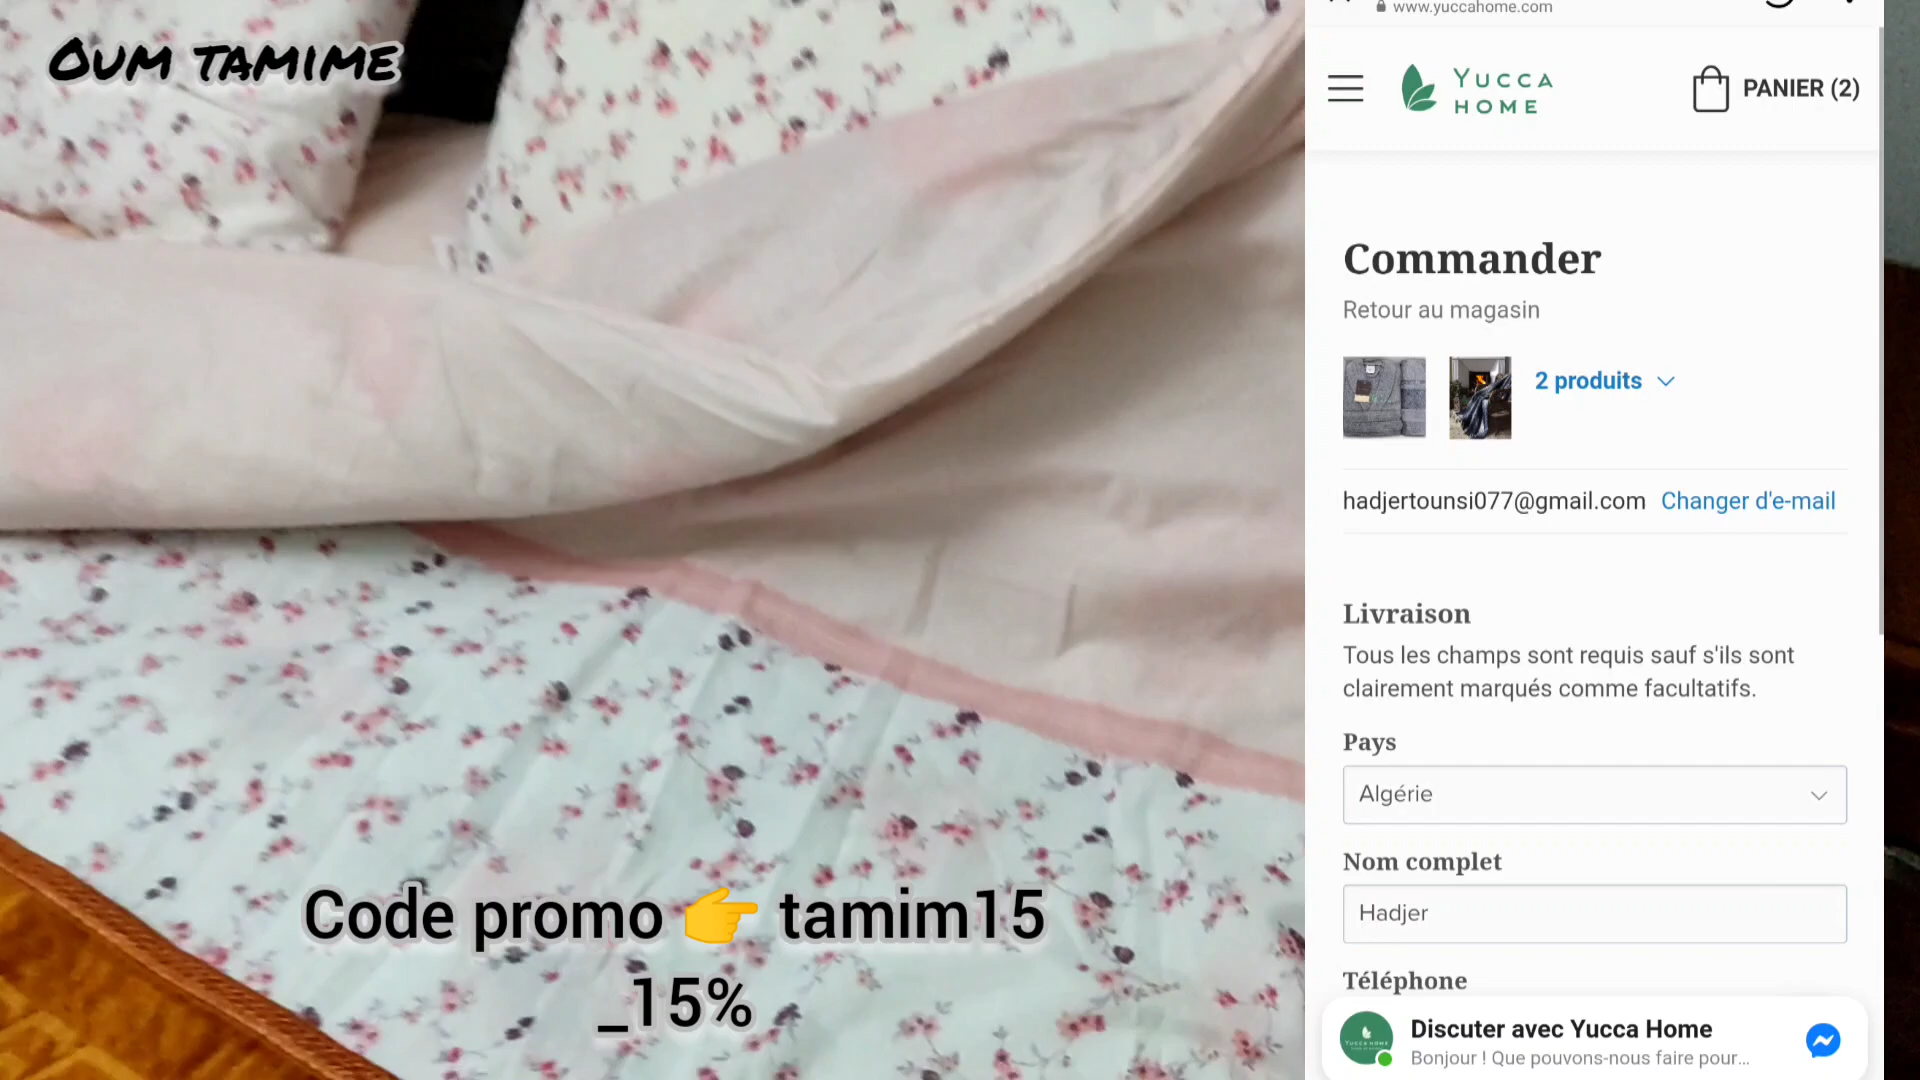 OUM TAMIME
Code promo 👉 tamim15
_15%
www.yuccahome.com
YUCCA
HOME
PANIER (2)
Commander
Retour au magasin
2 produits
hadjertounsi077@gmail.com Changer d'e-mail
Livraison
Tous les champs sont requis sauf s'ils sont
clairement marqués comme facultatifs.
Pays
Algérie
Nom complet
Hadjer
Téléphone
Discuter avec Yucca Home
Bonjour ! Que pouvons-nous faire pour...